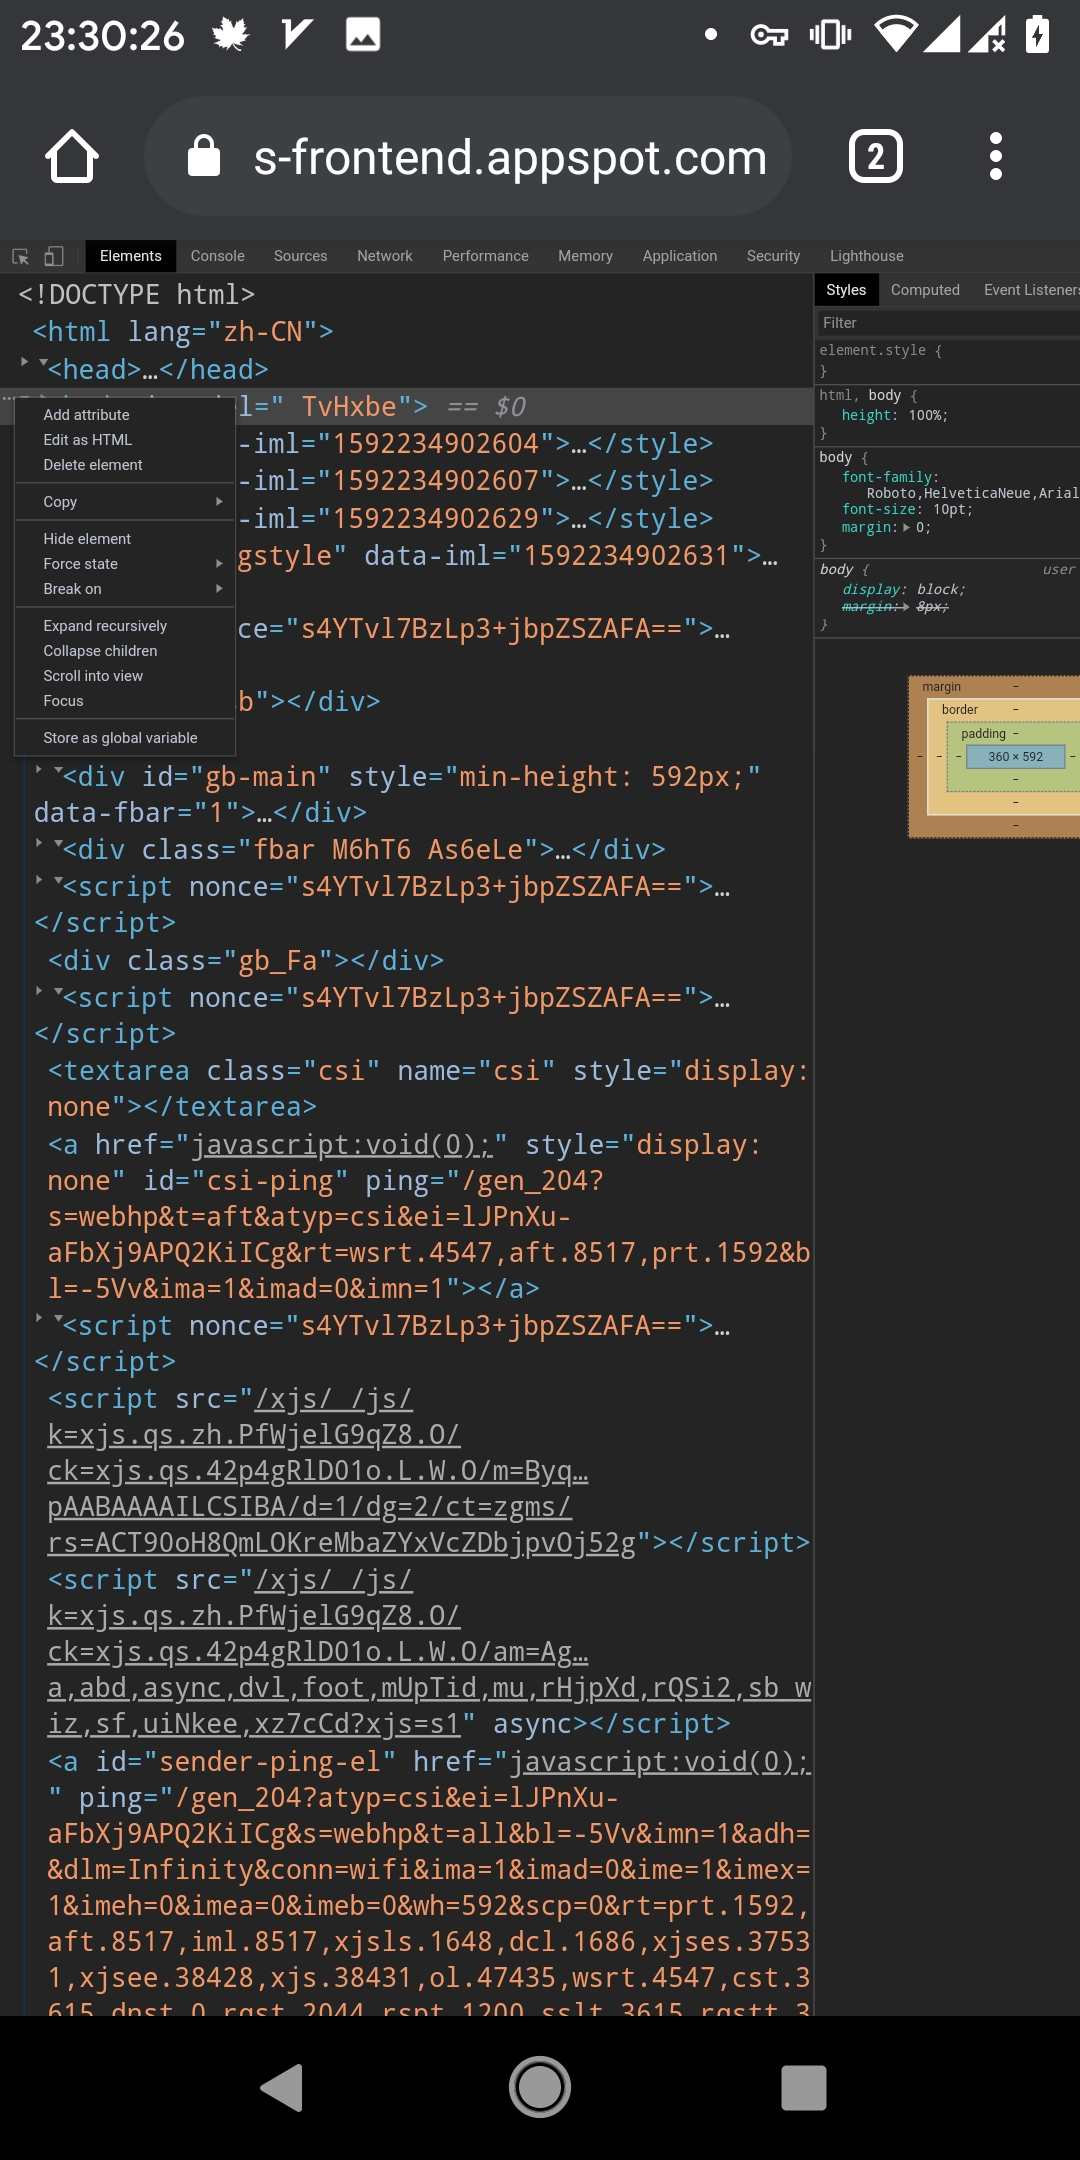 23:30:26
s-frontend.appspot.com
2
Elements Console Sources Network Performance Memory Application Security Lighthouse
<!DOCTYPE html>
<html lang="zh-CN">
<head>…</head>
l=" TvHxbe"> == $0
-iml="1592234902604">…</style>
-iml="1592234902607">…</style>
-iml="1592234902629">…</style>
gstyle" data-iml="1592234902631">…
ce="s4YTvl7BzLp3+jbpZSZAFA==">…
b"></div>
Add attribute
Edit as HTML
Delete element
Copy
Hide element
Force state
Break on
Expand recursively
Collapse children
Scroll into view
Focus
Store as global variable
<div id="gb-main" style="min-height: 592px;"
data-fbar="1">…</div>
<div class="fbar M6hT6 As6eLe">…</div>
<script nonce="s4YTvl7BzLp3+jbpZSZAFA==">…
</script>
<div class="gb_Fa"></div>
<script nonce="s4YTvl7BzLp3+jbpZSZAFA==">…
</script>
<textarea class="csi" name="csi" style="display:
none"></textarea>
<a href="javascript:void(0);" style="display:
none" id="csi-ping" ping="/gen_204?
s=webhp&t=aft&atyp=csi&ei=lJPnXu-
aFbXj9APQ2KiICg&rt=wsrt.4547,aft.8517,prt.1592&b
l=-5Vv&ima=1&imad=0&imn=1"></a>
<script nonce="s4YTvl7BzLp3+jbpZSZAFA==">…
</script>
<script src="/xjs/_/js/
k=xjs.qs.zh.PfWjelG9qZ8.O/
ck=xjs.qs.42p4gRlD01o.L.W.O/m=Byq…
pAABAAAAILCSIBA/d=1/dg=2/ct=zgms/
rs=ACT90oH8QmLOKreMbaZYxVcZDbjpvOj52g"></script>
<script src="/xjs/_/js/
k=xjs.qs.zh.PfWjelG9qZ8.O/
ck=xjs.qs.42p4gRlD01o.L.W.O/am=Ag…
a,abd,async,dvl,foot,mUpTid,mu,rHjpXd,rQSi2,sb_w
iz,sf,uiNkee,xz7cCd?xjs=s1" async></script>
<a id="sender-ping-el" href="javascript:void(0);
" ping="/gen_204?atyp=csi&ei=lJPnXu-
aFbXj9APQ2KiICg&s=webhp&t=all&bl=-5Vv&imn=1&adh=
&dlm=Infinity&conn=wifi&ima=1&imad=0&ime=1&imex=
1&imeh=0&imea=0&imeb=0&wh=592&scp=0&rt=prt.1592,
aft.8517,iml.8517,xjsls.1648,dcl.1686,xjses.3753
1,xjsee.38428,xjs.38431,ol.47435,wsrt.4547,cst.3
615,dnst.0,rqst.2044,rspt.1200,sslt.3615,rqstt.3
Styles Computed Event Listeners
Filter
element.style {
}
html, body {
height: 100%;
}
body {
font-family:
Roboto,HelveticaNeue,Arial
font-size: 10pt;
margin: 0;
}
body { user
display: block;
margin: 8px;
}
margin -
border -
padding -
- - - 360 × 592 -
-
-
-